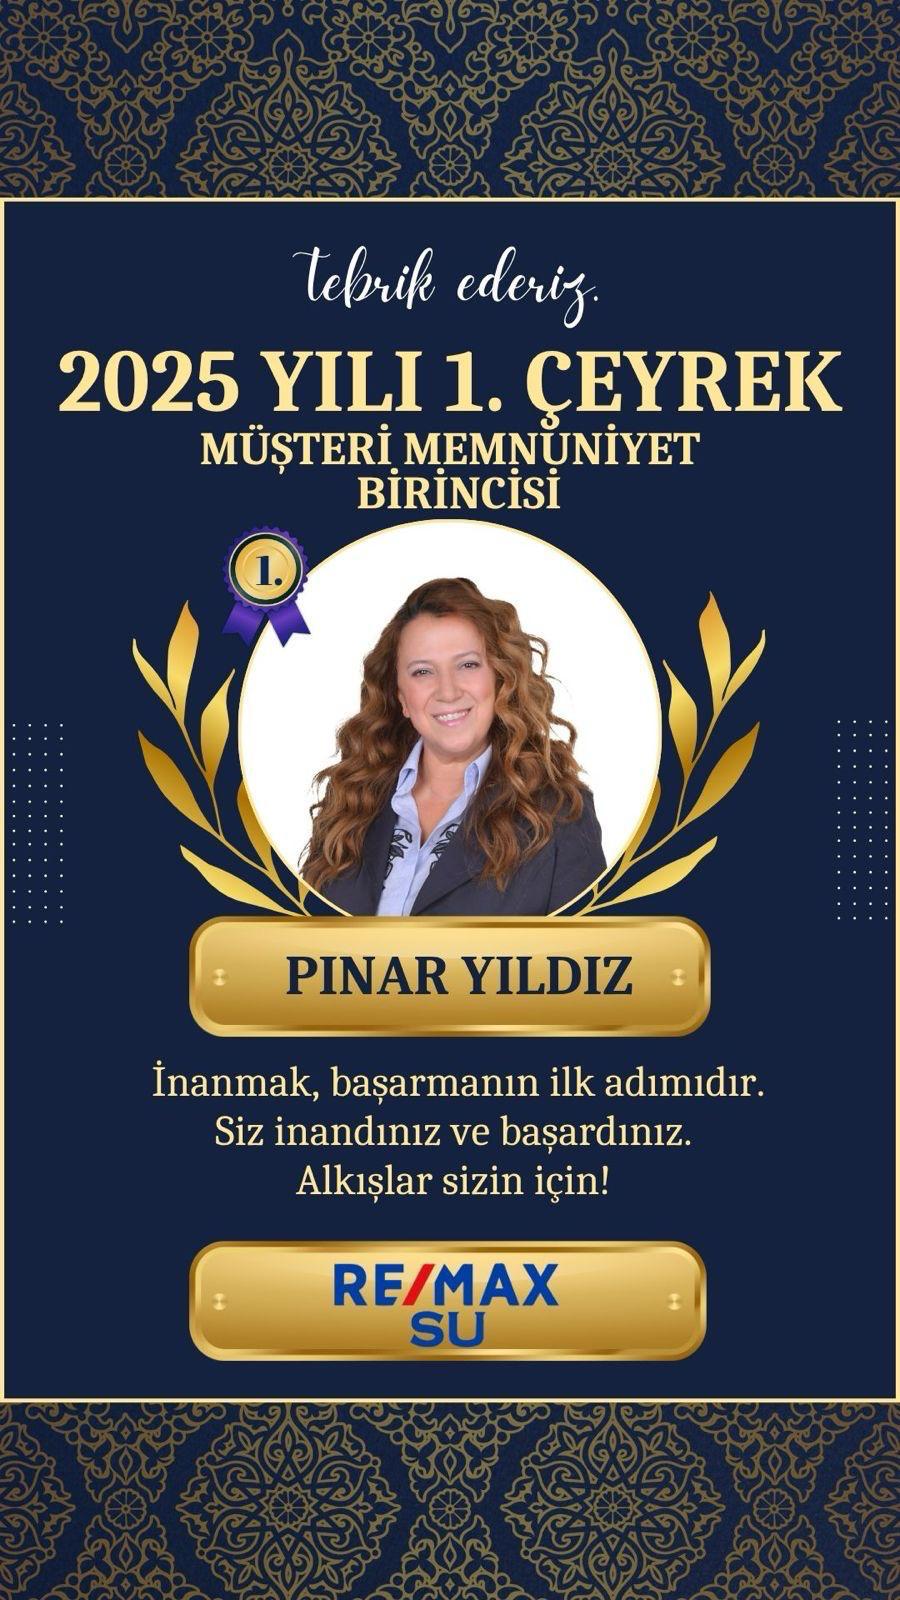 tebrik ederiz.
2025 YILI 1. ÇEYREK
MÜŞTERİ MEMNUNİYET
BİRİNCİSİ
1.
PINAR YILDIZ
İnanmak, başarmanın ilk adımıdır.
Siz inandınız ve başardınız.
Alkışlar sizin için!
RE/MAX
SU